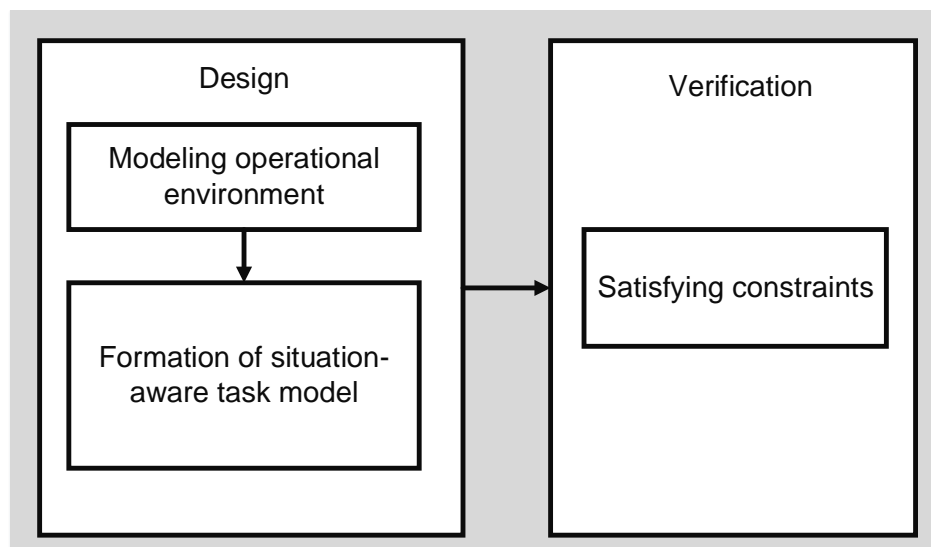 Design
Modeling operational
environment
Formation of situation-
aware task model
Verification
Satisfying constraints